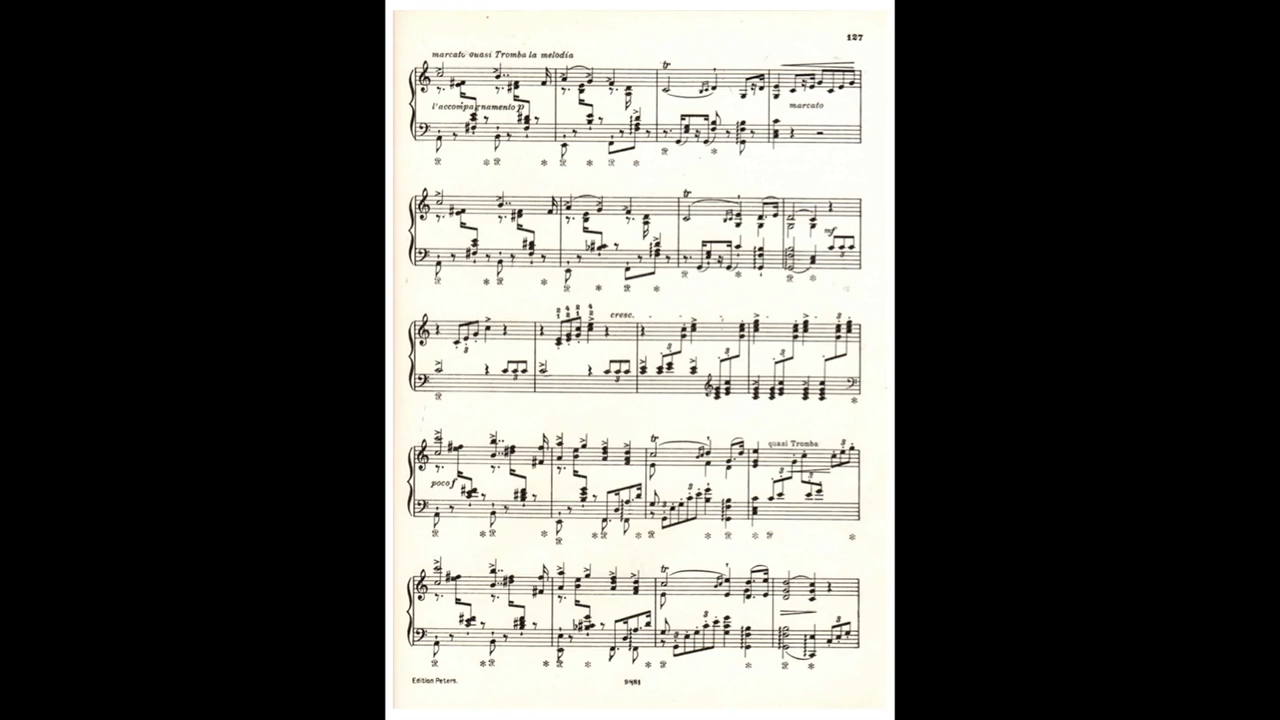 127
marcato quasi Tromba la melodia
l'accompagnamento p
marcato
mf
cresc.
quasi Tromba
poco f
Edition Peters.
9481